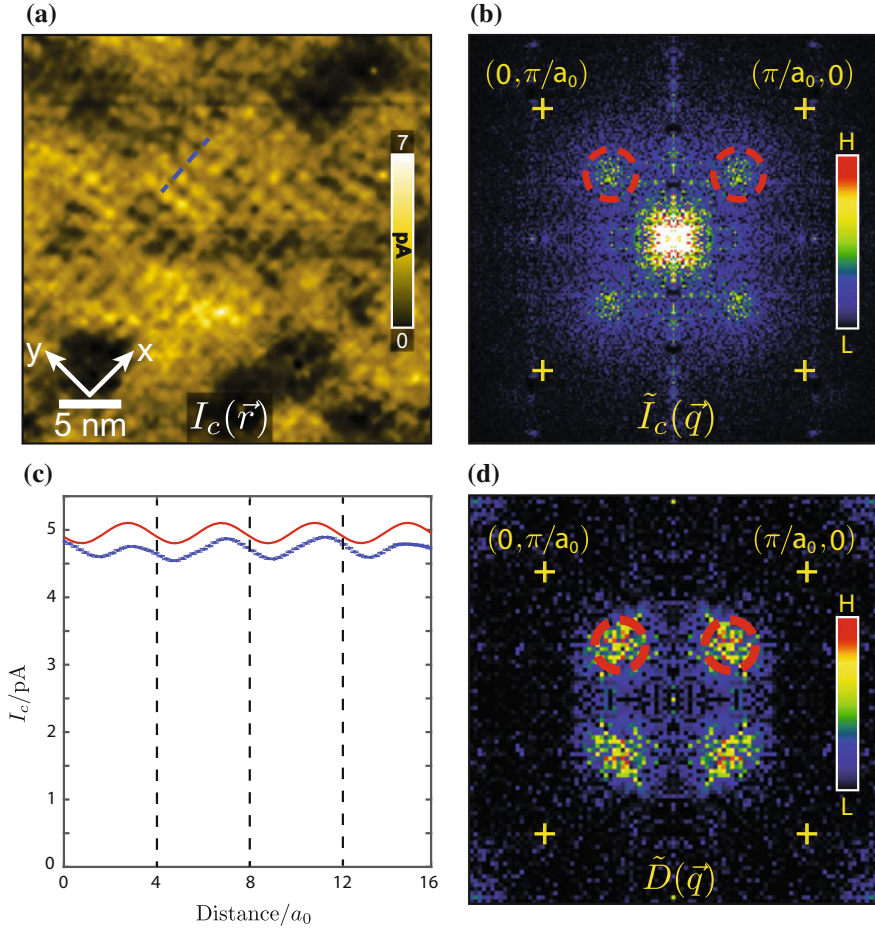 (a)
7
pA
0
y
x
5 nm
I_c(r⃗)
(b)
(0,π/a₀)
(π/a₀,0)
H
L
Ĩ_c(q⃗)
(c)
5
4
3
2
1
0
I_c/pA
0
4
8
12
16
Distance/a₀
(d)
(0,π/a₀)
(π/a₀,0)
H
L
D̃(q⃗)